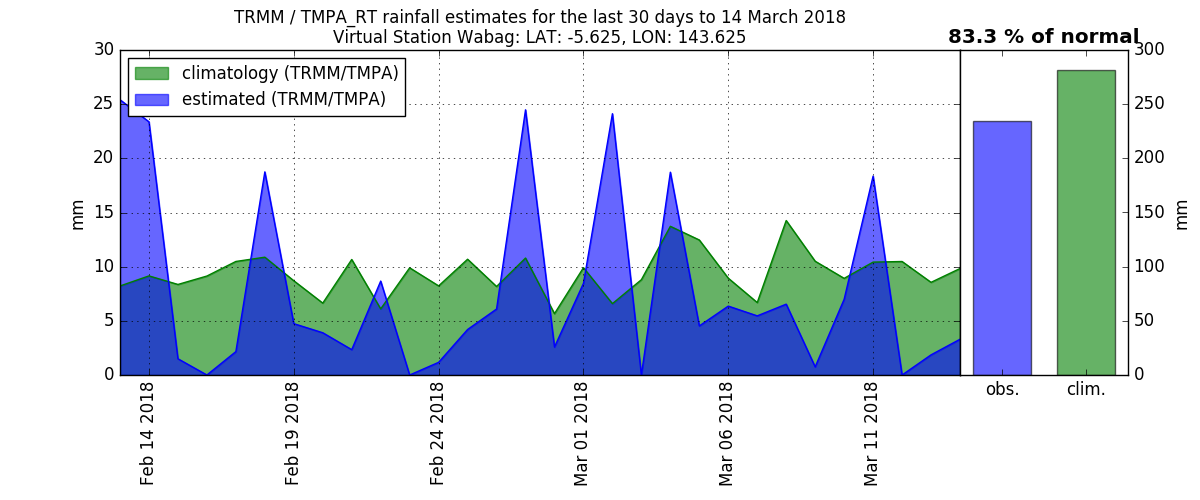 TRMM / TMPA_RT rainfall estimates for the last 30 days to 14 March 2018
Virtual Station Wabag: LAT: -5.625, LON: 143.625
83.3 % of normal
climatology (TRMM/TMPA)
estimated (TRMM/TMPA)
30
25
20
15
10
5
0
mm
Feb 14 2018
Feb 19 2018
Feb 24 2018
Mar 01 2018
Mar 06 2018
Mar 11 2018
obs.
clim.
300
250
200
150
100
50
0
mm